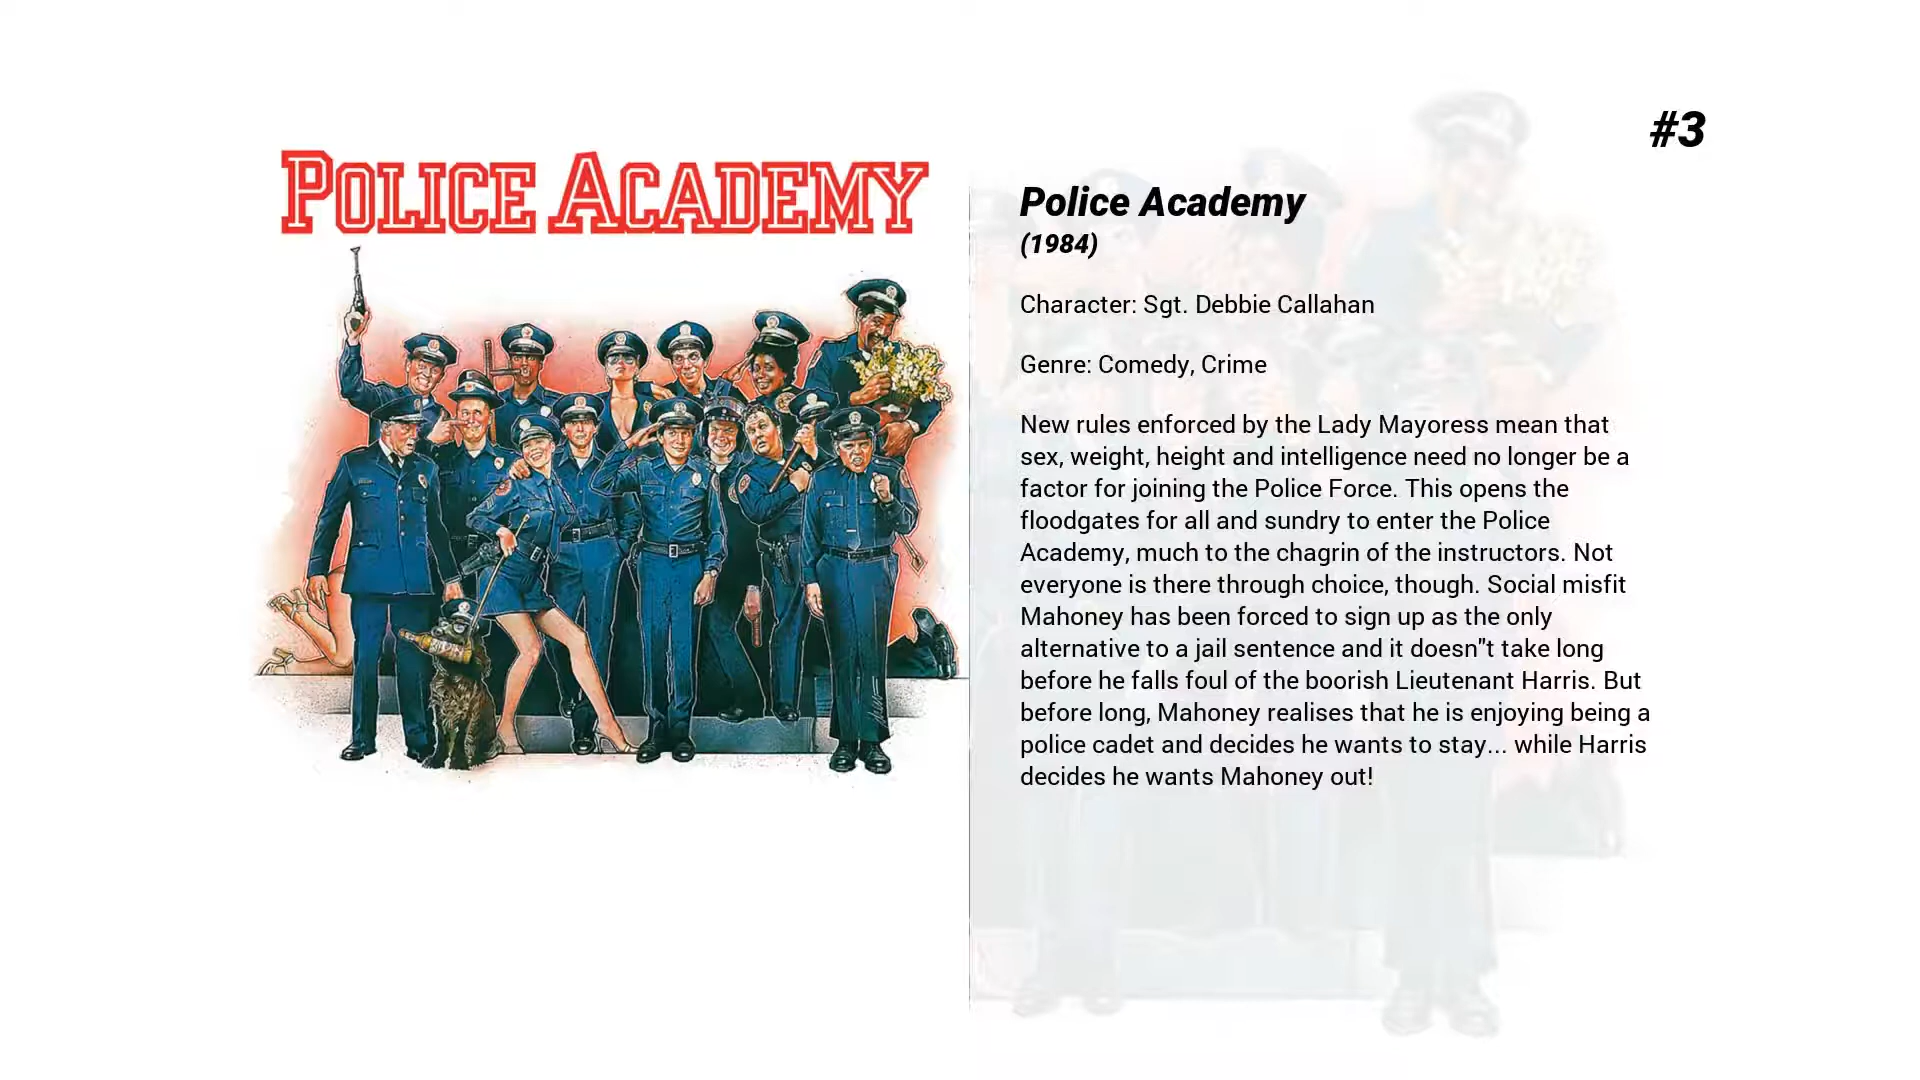 POLICE ACADEMY
#3
Police Academy
(1984)
Character: Sgt. Debbie Callahan
Genre: Comedy, Crime
New rules enforced by the Lady Mayoress mean that
sex, weight, height and intelligence need no longer be a
factor for joining the Police Force. This opens the
floodgates for all and sundry to enter the Police
Academy, much to the chagrin of the instructors. Not
everyone is there through choice, though. Social misfit
Mahoney has been forced to sign up as the only
alternative to a jail sentence and it doesn"t take long
before he falls foul of the boorish Lieutenant Harris. But
before long, Mahoney realises that he is enjoying being a
police cadet and decides he wants to stay... while Harris
decides he wants Mahoney out!